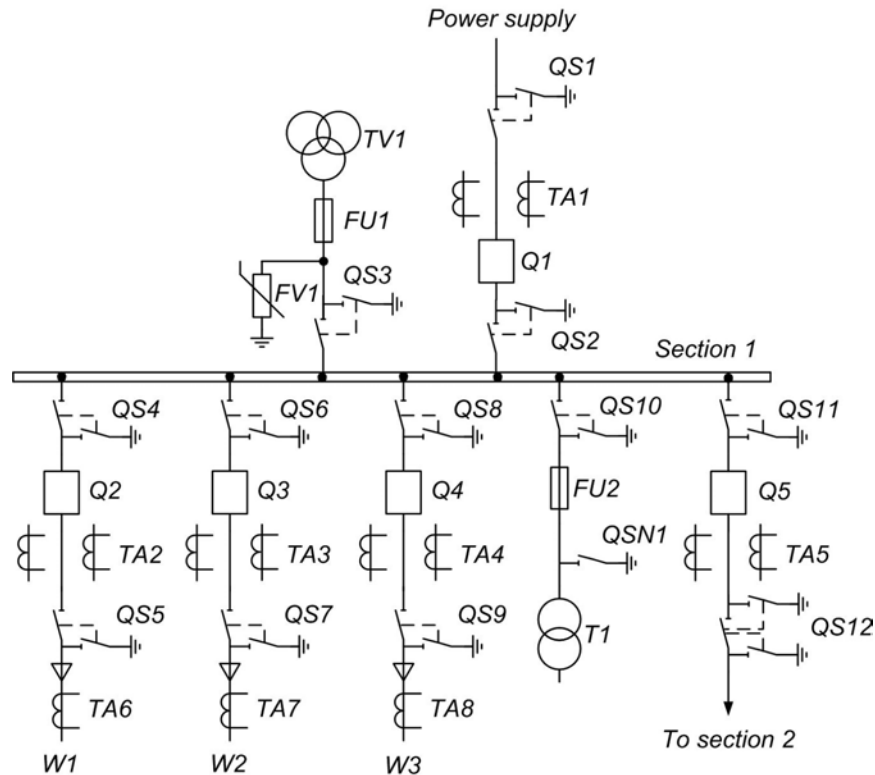 Power supply
QS1
TV1
TA1
FU1
Q1
QS3
FV1
QS2
Section 1
QS4
QS6
QS8
QS10
QS11
Q2
Q3
Q4
FU2
Q5
QSN1
TA2
TA3
TA4
TA5
QS5
QS7
QS9
T1
QS12
TA6
TA7
TA8
To section 2
W1
W2
W3